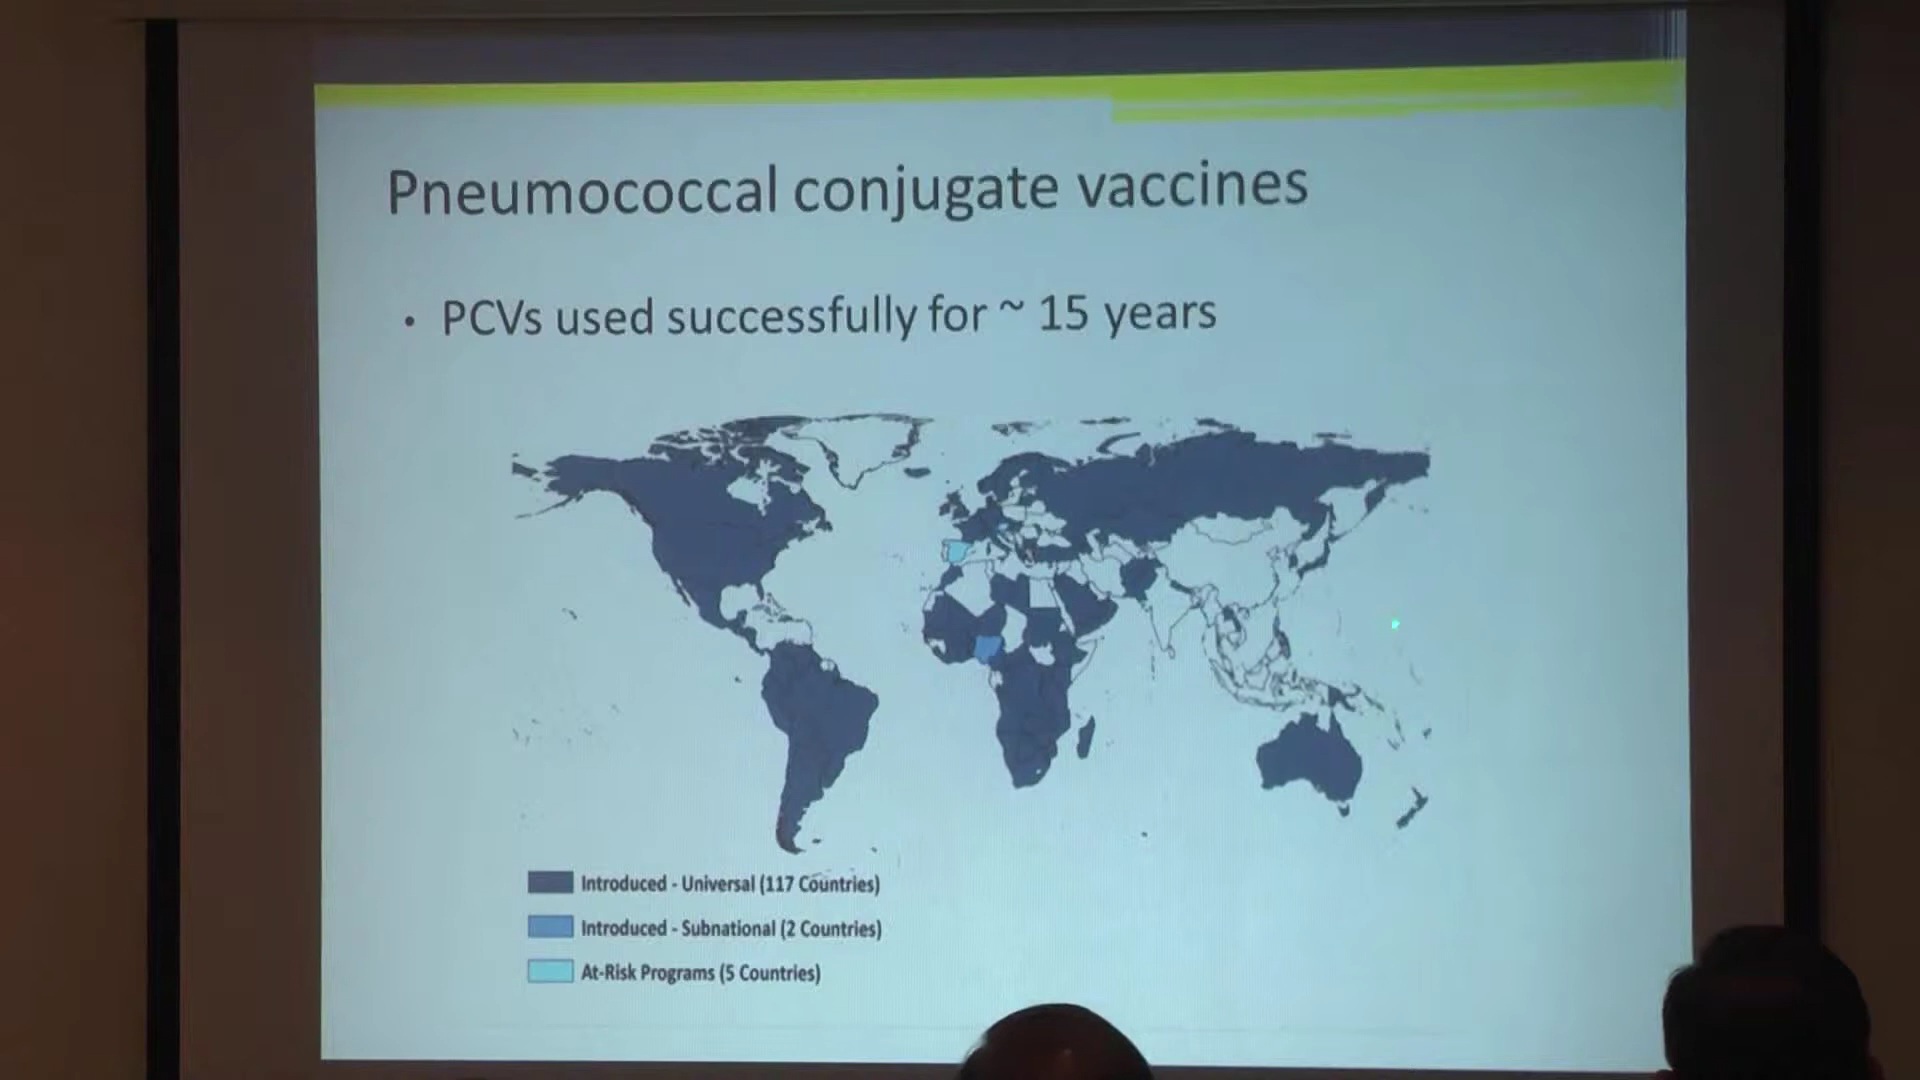 Pneumococcal conjugate vaccines
• PCVs used successfully for ~ 15 years
Introduced - Universal (117 Countries)
Introduced - Subnational (2 Countries)
At-Risk Programs (5 Countries)